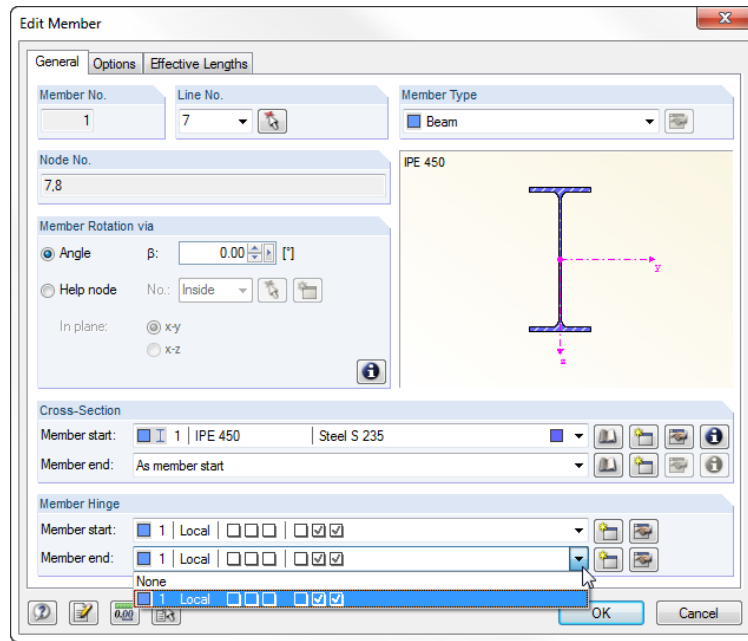 Edit Member
General Options Effective Lengths
Member No. Line No. Member Type
1 7 Beam
Node No.
7,8
IPE 450
Member Rotation via
Angle β: 0.00 [°]
Help node No.: Inside
In plane: x-y
x-z
y
z
Cross-Section
Member start: 1 IPE 450 Steel S 235
Member end: As member start
Member Hinge
Member start: 1 Local
Member end: 1 Local
None
1 Local
0,00
OK Cancel